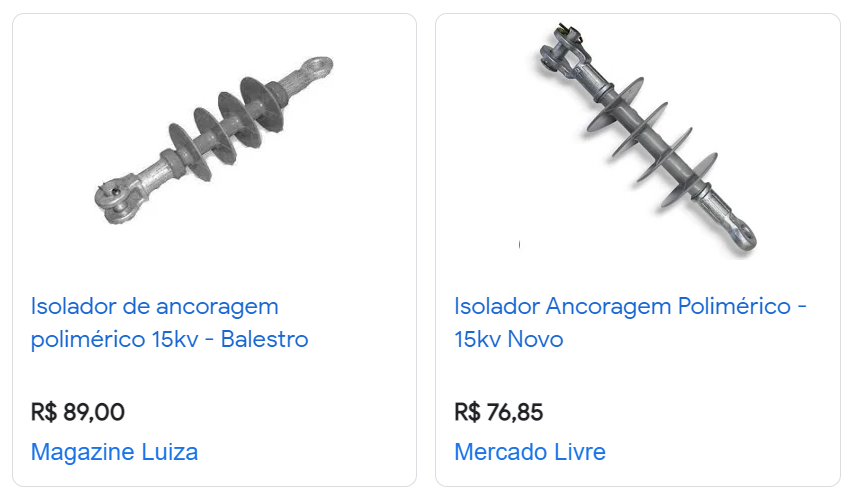 Isolador de ancoragem
polimérico 15kv - Balestro
R$ 89,00
Magazine Luiza
Isolador Ancoragem Polimérico -
15kv Novo
R$ 76,85
Mercado Livre